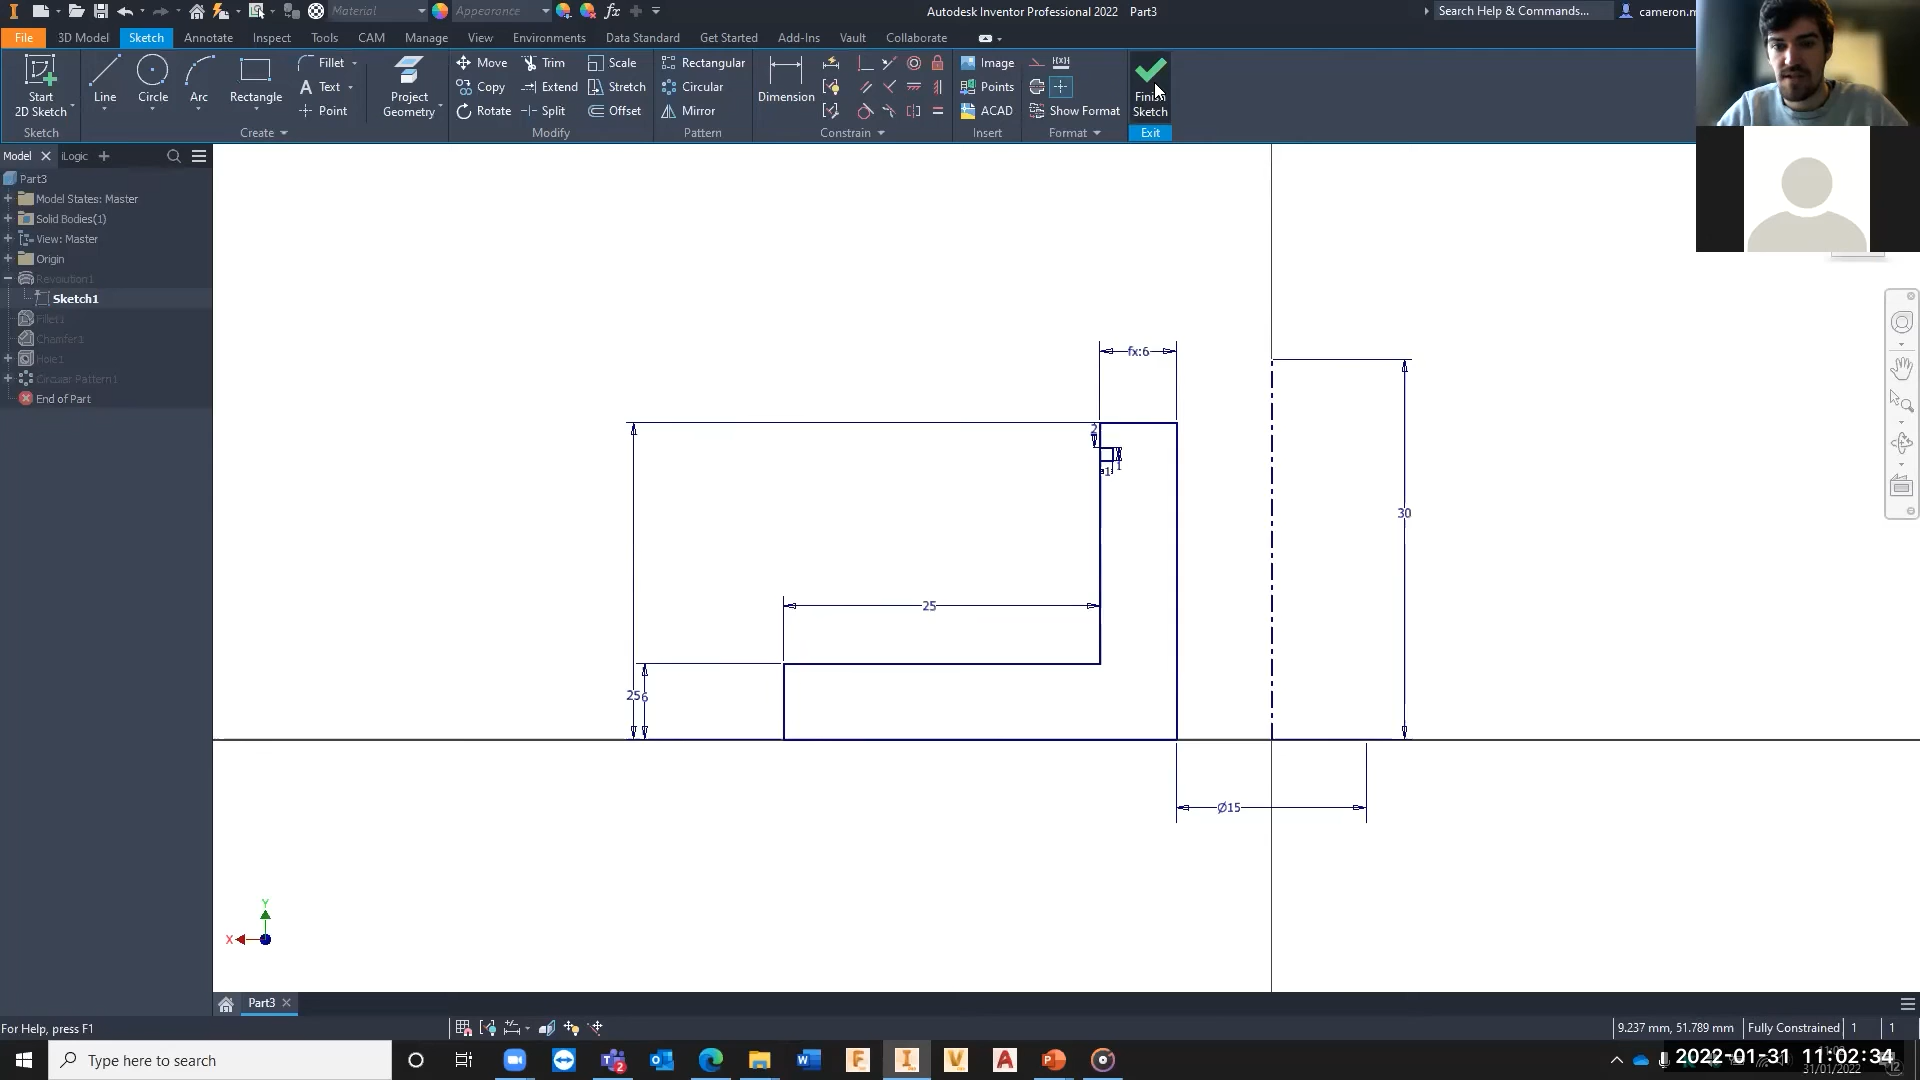 Material
Appearance
fx
Autodesk Inventor Professional 2022 Part3
Search Help & Commands...
cameron.m
File
3D Model
Sketch
Annotate
Inspect
Tools
CAM
Manage
View
Environments
Data Standard
Get Started
Add-Ins
Vault
Collaborate
Start
2D Sketch
Line
Circle
Arc
Rectangle
Fillet
Text
Point
Project
Geometry
Move
Copy
Rotate
Trim
Extend
Split
Scale
Stretch
Offset
Rectangular
Circular
Mirror
Dimension
Image
Points
ACAD
Show Format
Finish
Sketch
Sketch
Create
Modify
Pattern
Constrain
Insert
Format
Exit
Model
iLogic
Part3
Model States: Master
Solid Bodies(1)
View: Master
Origin
Revolution1
Sketch1
Fillet1
Chamfer1
Hole1
Circular Pattern1
End of Part
fx:6
2
1
1
30
25
25
6
Ø15
Y
X
Part3
For Help, press F1
9.237 mm, 51.789 mm
Fully Constrained
1
1
Type here to search
2022-01-31 11:02:34
31/01/2022